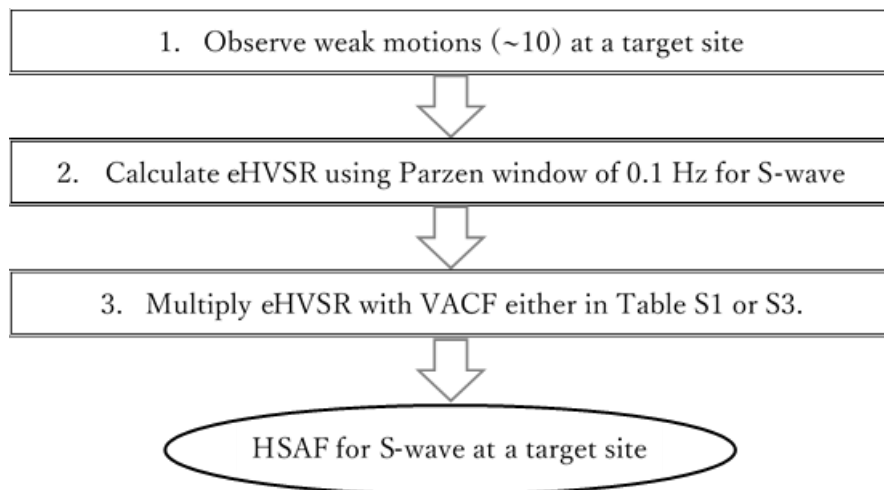 1. Observe weak motions (~10) at a target site
2. Calculate eHVSR using Parzen window of 0.1 Hz for S-wave
3. Multiply eHVSR with VACF either in Table S1 or S3.
HSAF for S-wave at a target site